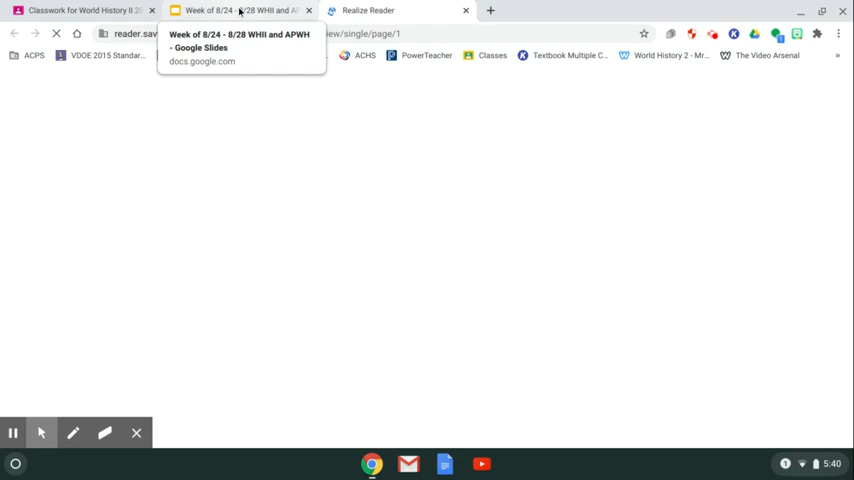 Classwork for World History II 20
Week of 8/24 - 8/28 WHII and AP
Realize Reader
reader.sav
iew/single/page/1
Week of 8/24 - 8/28 WHII and APWH
- Google Slides
docs.google.com
ACPS
VDOE 2015 Standar...
ACHS
PowerTeacher
Classes
Textbook Multiple C...
World History 2 - Mr...
The Video Arsenal
»
1
5:40